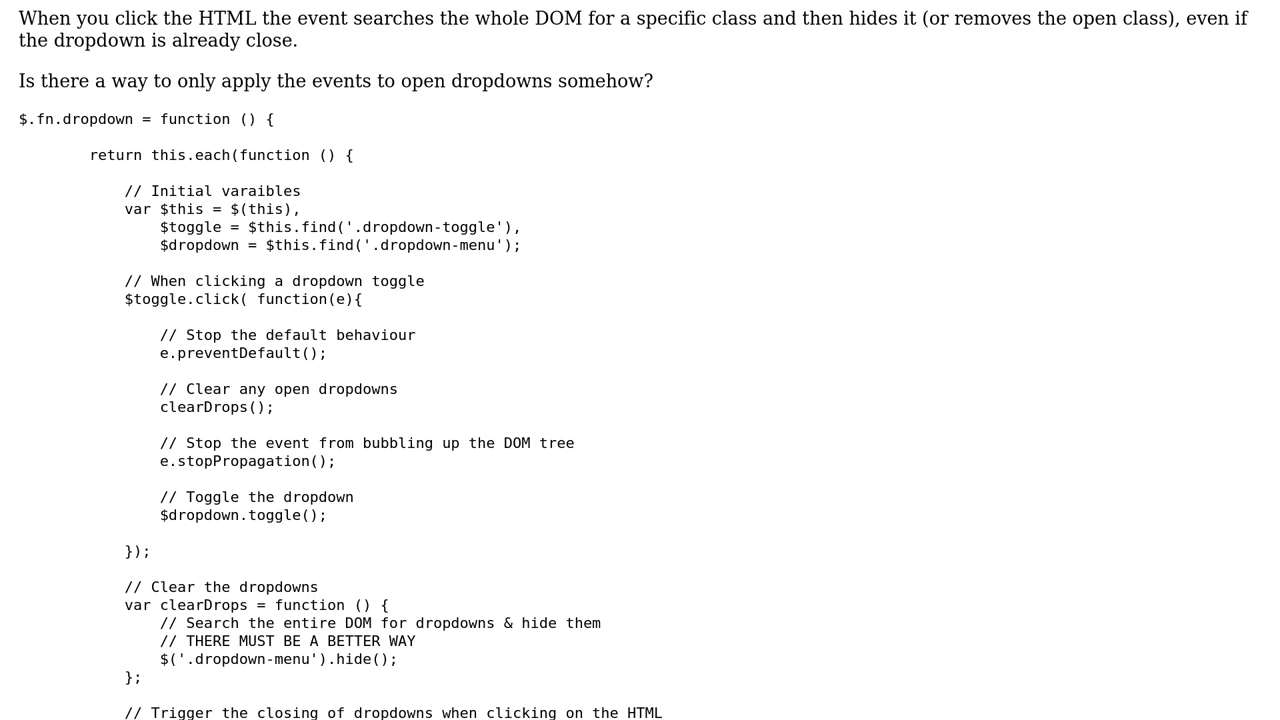 When you click the HTML the event searches the whole DOM for a specific class and then hides it (or removes the open class), even if
the dropdown is already close.
Is there a way to only apply the events to open dropdowns somehow?
$.fn.dropdown = function () {
return this.each(function () {
// Initial varaibles
var $this = $(this),
$toggle = $this.find('.dropdown-toggle'),
$dropdown = $this.find('.dropdown-menu');
// When clicking a dropdown toggle
$toggle.click( function(e){
// Stop the default behaviour
e.preventDefault();
// Clear any open dropdowns
clearDrops();
// Stop the event from bubbling up the DOM tree
e.stopPropagation();
// Toggle the dropdown
$dropdown.toggle();
});
// Clear the dropdowns
var clearDrops = function () {
// Search the entire DOM for dropdowns & hide them
// THERE MUST BE A BETTER WAY
$('.dropdown-menu').hide();
};
// Trigger the closing of dropdowns when clicking on the HTML